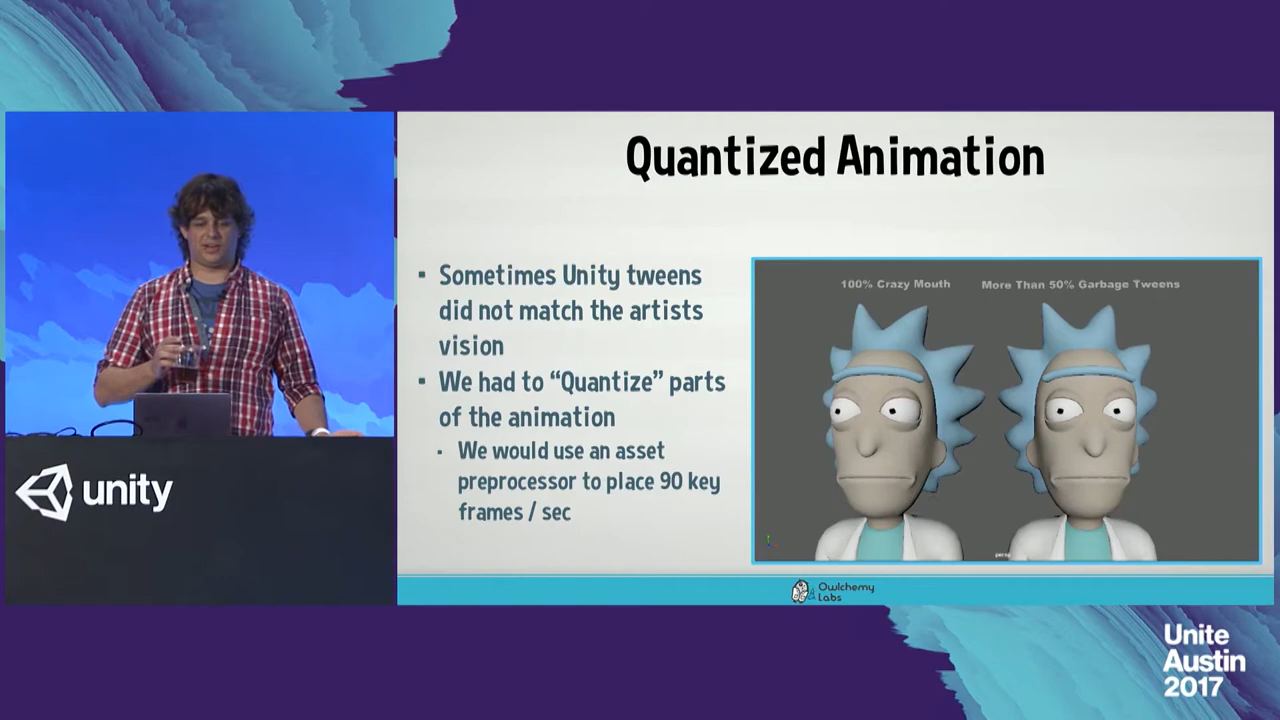 Quantized Animation
▪ Sometimes Unity tweens
did not match the artists
vision
▪ We had to “Quantize” parts
of the animation
▪ We would use an asset
preprocessor to place 90 key
frames / sec
100% Crazy Mouth
More Than 50% Garbage Tweens
persp
Owlchemy
Labs
unity
Unite
Austin
2017